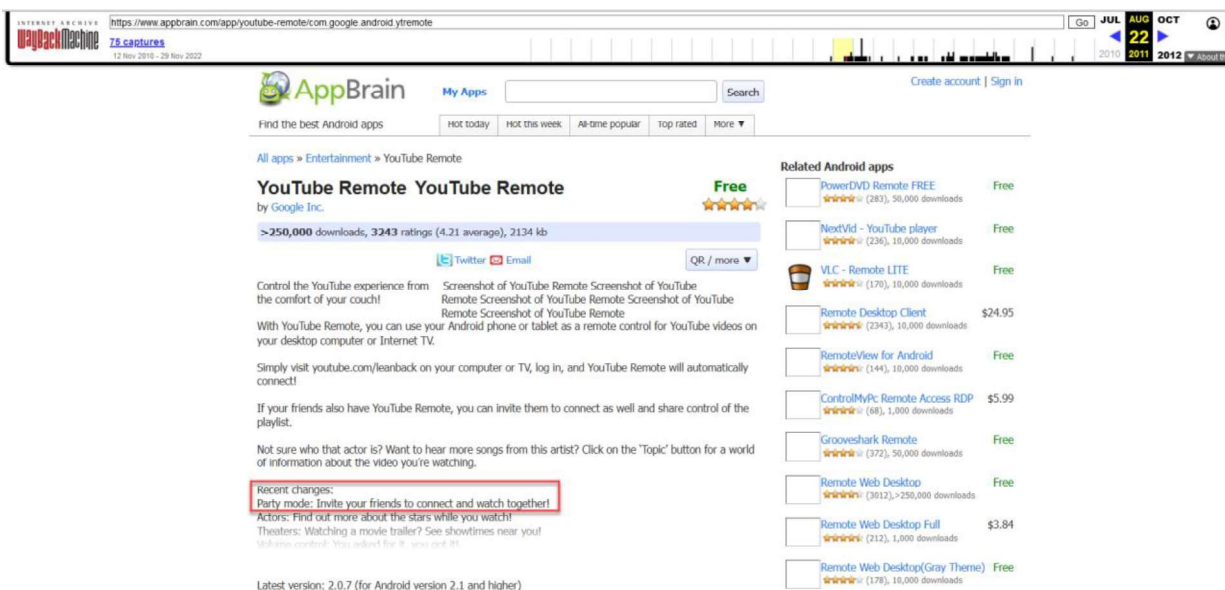 INTERNET ARCHIVE
WayBackMachine
https://www.appbrain.com/app/youtube-remote/com.google.android.ytremote
Go
75 captures
12 Nov 2010 - 29 Nov 2022
JUL AUG OCT
22
2010 2011 2012
About th
AppBrain
My Apps
Search
Create account | Sign in
Find the best Android apps
Hot today
Hot this week
All-time popular
Top rated
More ▼
All apps » Entertainment » YouTube Remote
YouTube Remote YouTube Remote
Free
by Google Inc.
>250,000 downloads, 3243 ratings (4.21 average), 2134 kb
Twitter
Email
QR / more ▼
Control the YouTube experience from
the comfort of your couch!
Screenshot of YouTube Remote Screenshot of YouTube
Remote Screenshot of YouTube Remote Screenshot of YouTube
Remote Screenshot of YouTube Remote
With YouTube Remote, you can use your Android phone or tablet as a remote control for YouTube videos on
your desktop computer or Internet TV.
Simply visit youtube.com/leanback on your computer or TV, log in, and YouTube Remote will automatically
connect!
If your friends also have YouTube Remote, you can invite them to connect as well and share control of the
playlist.
Not sure who that actor is? Want to hear more songs from this artist? Click on the 'Topic' button for a world
of information about the video you're watching.
Recent changes:
Party mode: Invite your friends to connect and watch together!
Actors: Find out more about the stars while you watch!
Theaters: Watching a movie trailer? See showtimes near you!
Volume control: You asked for it, you got it!
Latest version: 2.0.7 (for Android version 2.1 and higher)
Related Android apps
PowerDVD Remote FREE Free
(283), 50,000 downloads
NextVid - YouTube player Free
(236), 10,000 downloads
VLC - Remote LITE Free
(170), 10,000 downloads
Remote Desktop Client $24.95
(2343), 10,000 downloads
RemoteView for Android Free
(144), 10,000 downloads
ControlMyPc Remote Access RDP $5.99
(68), 1,000 downloads
Grooveshark Remote Free
(372), 50,000 downloads
Remote Web Desktop Free
(3012),>250,000 downloads
Remote Web Desktop Full $3.84
(212), 1,000 downloads
Remote Web Desktop(Gray Theme) Free
(178), 10,000 downloads